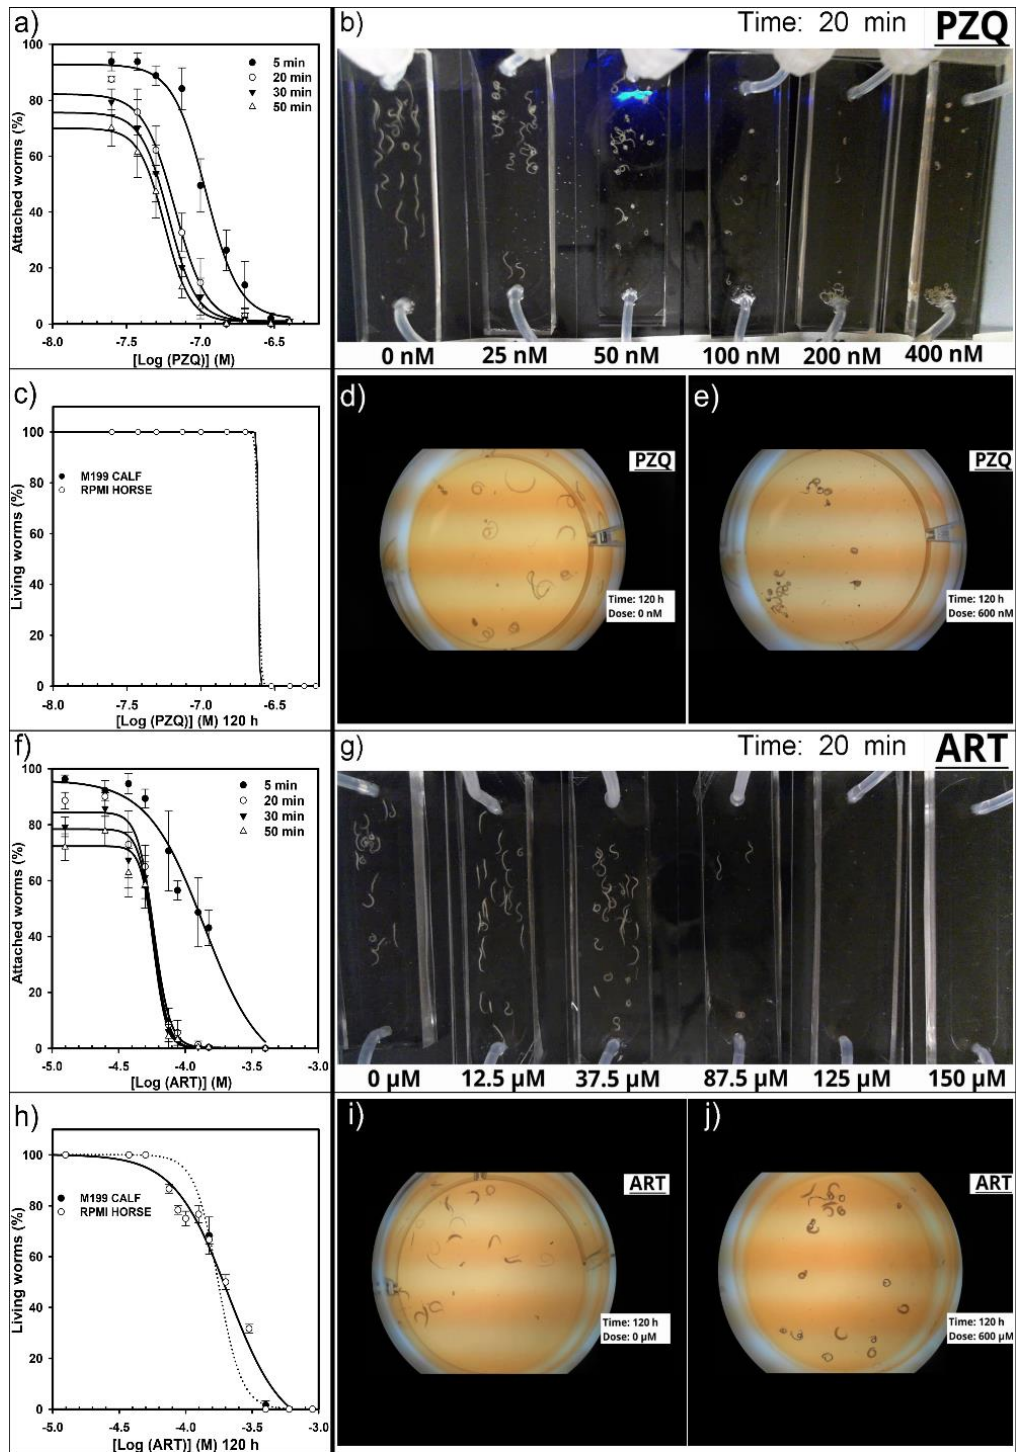 a)
100
80
60
40
20
0
Attached worms (%)
5 min
20 min
30 min
50 min
-8.0 -7.5 -7.0 -6.5
[Log (PZQ)] (M)
b)
Time: 20 min
PZQ
0 nM 25 nM 50 nM 100 nM 200 nM 400 nM
c)
100
80
60
40
20
0
Living worms (%)
M199 CALF
RPMI HORSE
-8.0 -7.5 -7.0 -6.5
[Log (PZQ)] (M) 120 h
d)
PZQ
Time: 120 h
Dose: 0 nM
e)
PZQ
Time: 120 h
Dose: 600 nM
f)
100
80
60
40
20
0
Attached worms (%)
5 min
20 min
30 min
50 min
-5.0 -4.5 -4.0 -3.5 -3.0
[Log (ART)] (M)
g)
Time: 20 min
ART
0 µM 12.5 µM 37.5 µM 87.5 µM 125 µM 150 µM
h)
100
80
60
40
20
0
Living worms (%)
M199 CALF
RPMI HORSE
-5.0 -4.5 -4.0 -3.5 -3.0
[Log (ART)] (M) 120 h
i)
ART
Time: 120 h
Dose: 0 µM
j)
ART
Time: 120 h
Dose: 600 µM